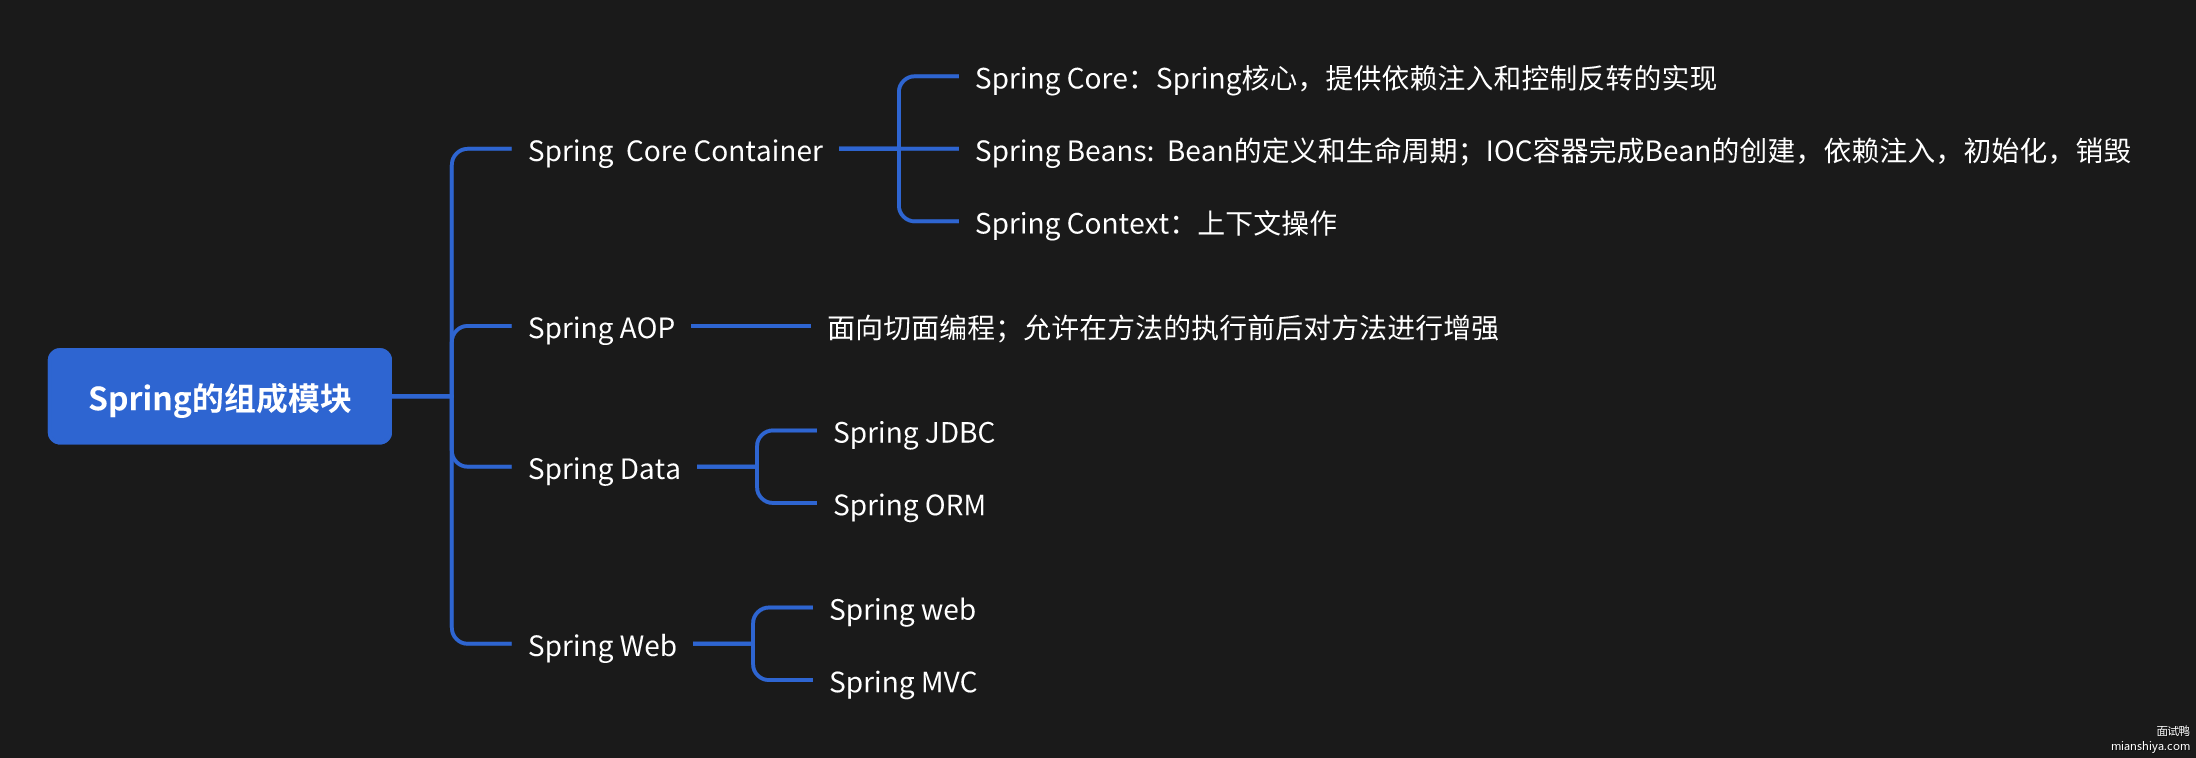 Spring的组成模块
Spring Core Container
Spring Core：Spring核心，提供依赖注入和控制反转的实现
Spring Beans: Bean的定义和生命周期；IOC容器完成Bean的创建，依赖注入，初始化，销毁
Spring Context：上下文操作
Spring AOP
面向切面编程；允许在方法的执行前后对方法进行增强
Spring Data
Spring JDBC
Spring ORM
Spring Web
Spring web
Spring MVC
面试鸭
mianshiya.com